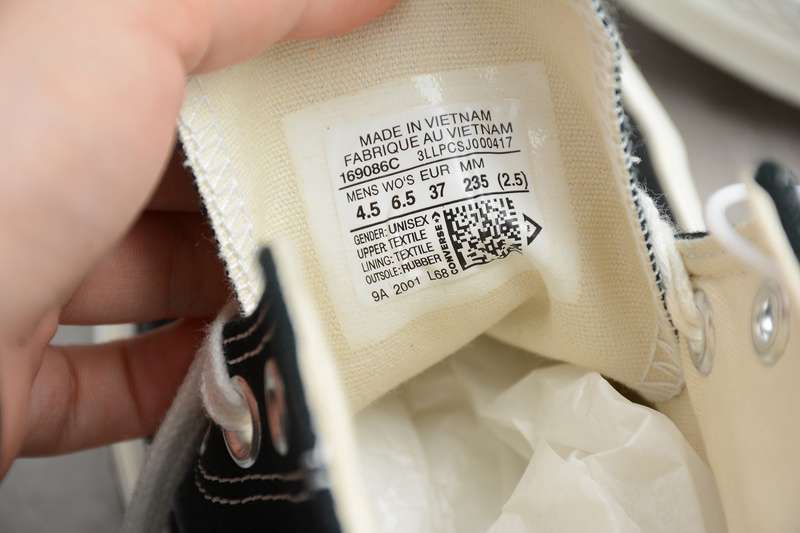 MADE IN VIETNAM
FABRIQUE AU VIETNAM
169086C 3LLPCSJ000417
MENS WO'S EUR MM
4.5 6.5 37 235 (2.5)
GENDER: UNISEX
UPPER: TEXTILE
LINING: TEXTILE
OUTSOLE: RUBBER
CONVERSE
9A 2001 L68